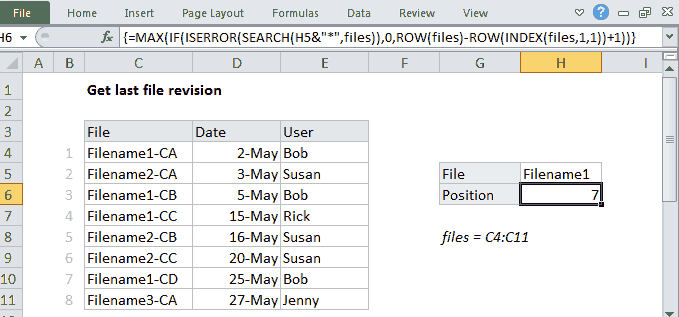 File Home Insert Page Layout Formulas Data Review View
H6 fx {=MAX(IF(ISERROR(SEARCH(H5&"*",files)),0,ROW(files)-ROW(INDEX(files,1,1))+1))}
A B C D E F G H I
1 Get last file revision
2
3 File Date User
4 1 Filename1-CA 2-May Bob
5 2 Filename2-CA 3-May Susan File Filename1
6 3 Filename1-CB 5-May Bob Position 7
7 4 Filename1-CC 15-May Rick
8 5 Filename2-CB 16-May Susan files = C4:C11
9 6 Filename2-CC 20-May Susan
10 7 Filename1-CD 25-May Bob
11 8 Filename3-CA 27-May Jenny